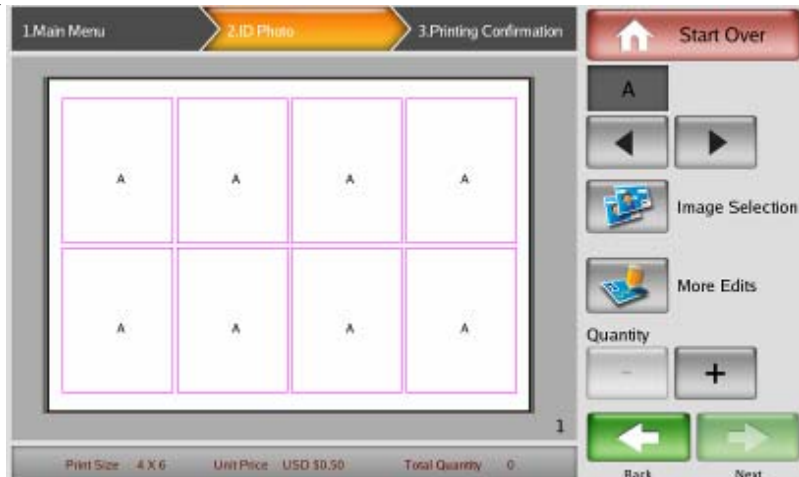 1.Main Menu
2.ID Photo
3.Printing Confirmation
Start Over
A
A A A A
Image Selection
More Edits
A A A A
Quantity
- +
1
Print Size 4 X 6 Unit Price USD $0.50 Total Quantity 0
Back Next